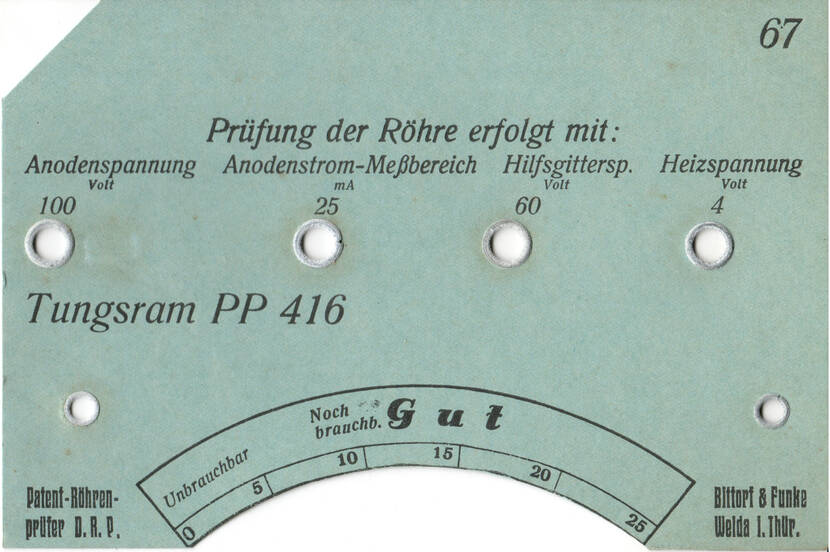 67
Prüfung der Röhre erfolgt mit:
Anodenspannung Anodenstrom-Meßbereich Hilfsgittersp. Heizspannung
Volt mA Volt Volt
100 25 60 4
Tungsram PP 416
Noch
brauchb. Gut
Unbrauchbar
0 5 10 15 20 25
Patent-Röhren-
prüfer D.R.P.
Bittorf & Funke
Weida i. Thür.